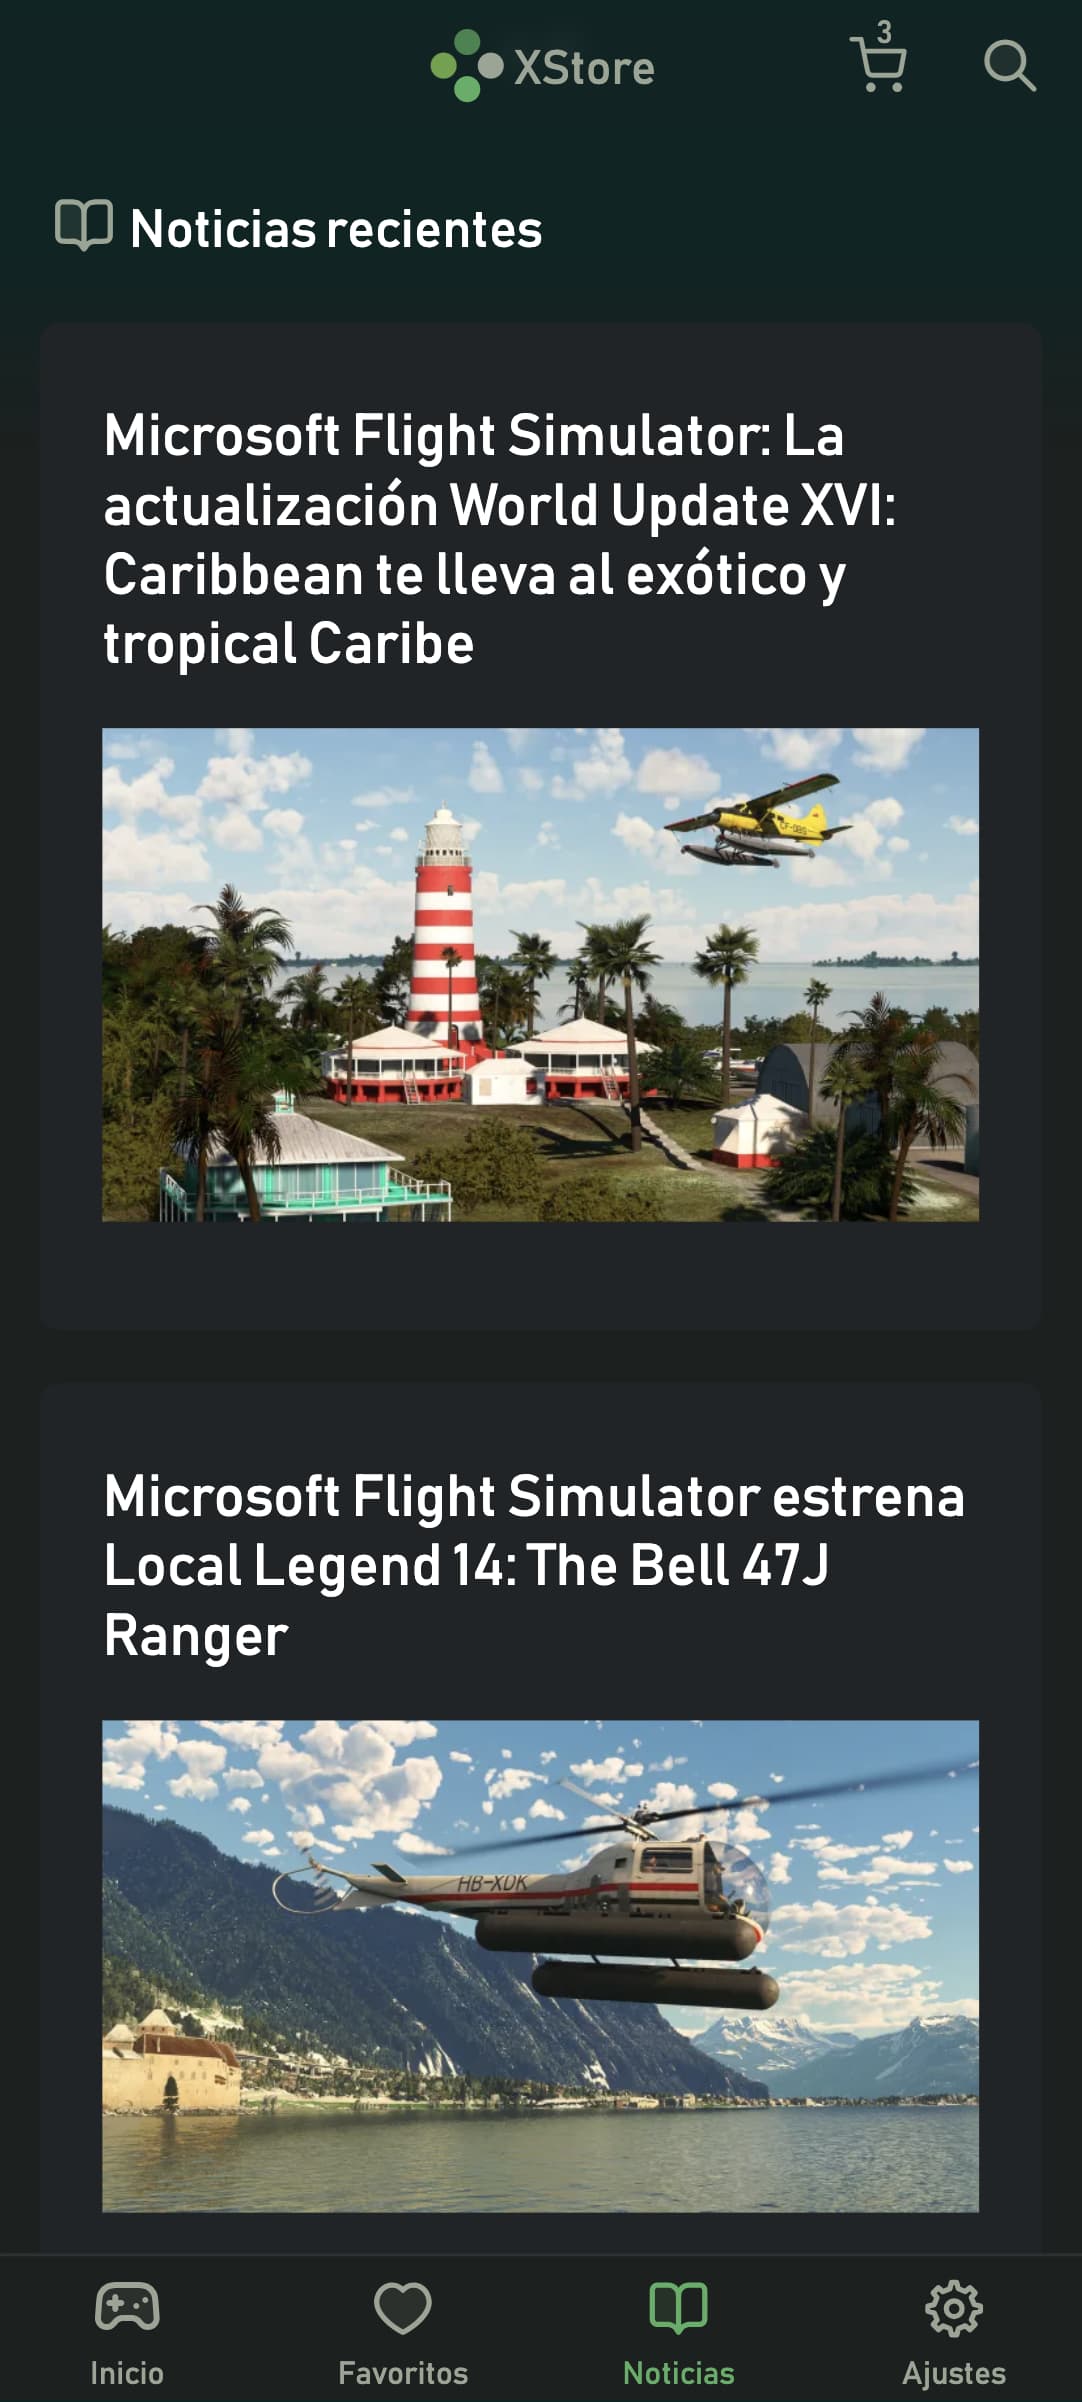 XStore
3
Noticias recientes
Microsoft Flight Simulator: La
actualización World Update XVI:
Caribbean te lleva al exótico y
tropical Caribe
CF-OBS
Microsoft Flight Simulator estrena
Local Legend 14: The Bell 47J
Ranger
HB-XDK
Inicio
Favoritos
Noticias
Ajustes